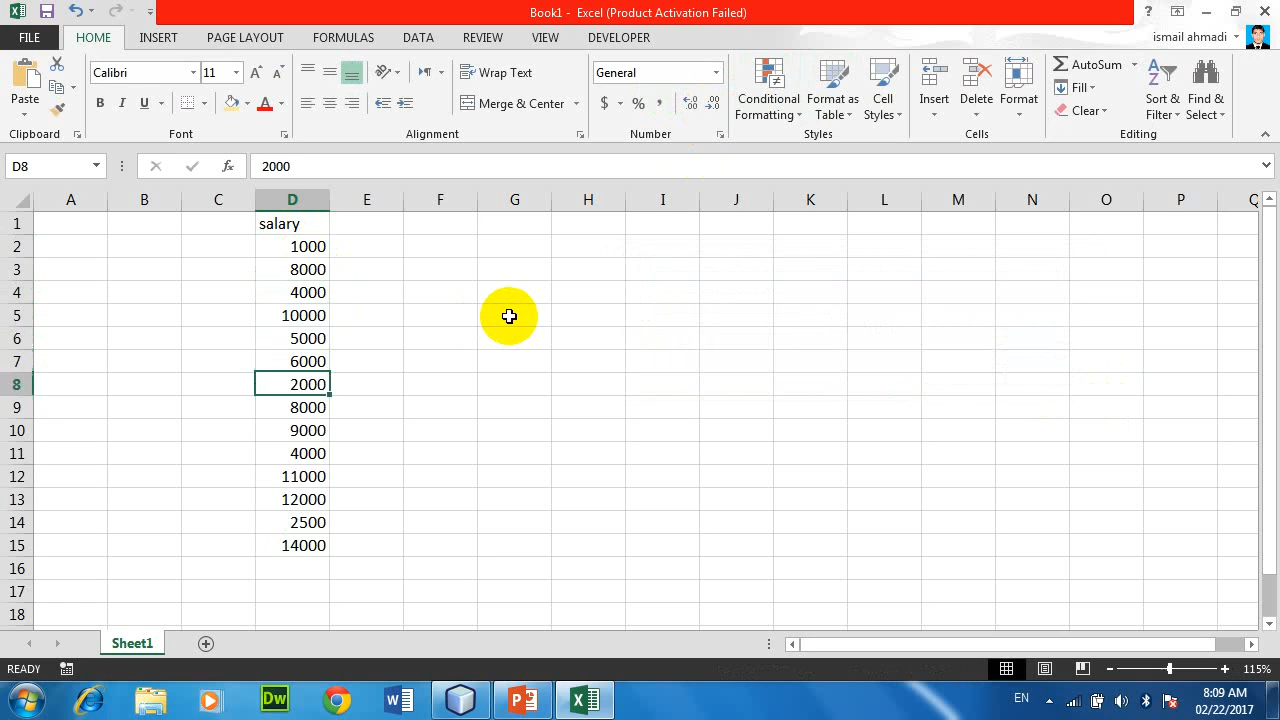 Book1 - Excel (Product Activation Failed)
FILE HOME INSERT PAGE LAYOUT FORMULAS DATA REVIEW VIEW DEVELOPER ismail ahmadi
Paste
Clipboard
Calibri 11
B I U
Font
Wrap Text
Merge & Center
Alignment
General
$ % ,
Number
Conditional Formatting
Format as Table
Cell Styles
Styles
Insert
Delete
Format
Cells
AutoSum
Fill
Clear
Sort & Filter
Find & Select
Editing
D8 fx 2000
A B C D E F G H I J K L M N O P Q
1 salary
2 1000
3 8000
4 4000
5 10000
6 5000
7 6000
8 2000
9 8000
10 9000
11 4000
12 11000
13 12000
14 2500
15 14000
16
17
18
Sheet1
READY 115%
Dw EN 8:09 AM
02/22/2017